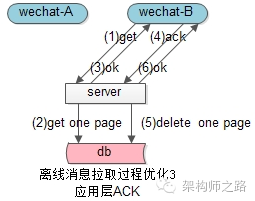 wechat-A
wechat-B
(1)get
(4)ack
(3)ok
(6)ok
server
(2)get one page
(5)delete one page
db
离线消息拉取过程优化3
应用层ACK
架构师之路